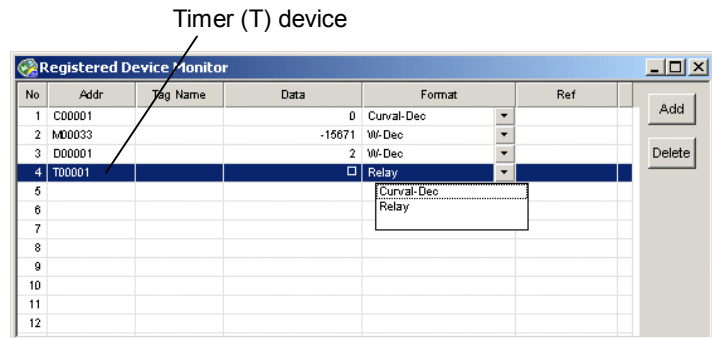 Timer (T) device
Registered Device Monitor
No Addr Tag Name Data Format Ref
Add
1 C00001 0 Curval-Dec
2 M00033 -15671 W-Dec
3 D00001 2 W-Dec
Delete
4 T00001 Relay
5 Curval-Dec
6 Relay
7
8
9
10
11
12